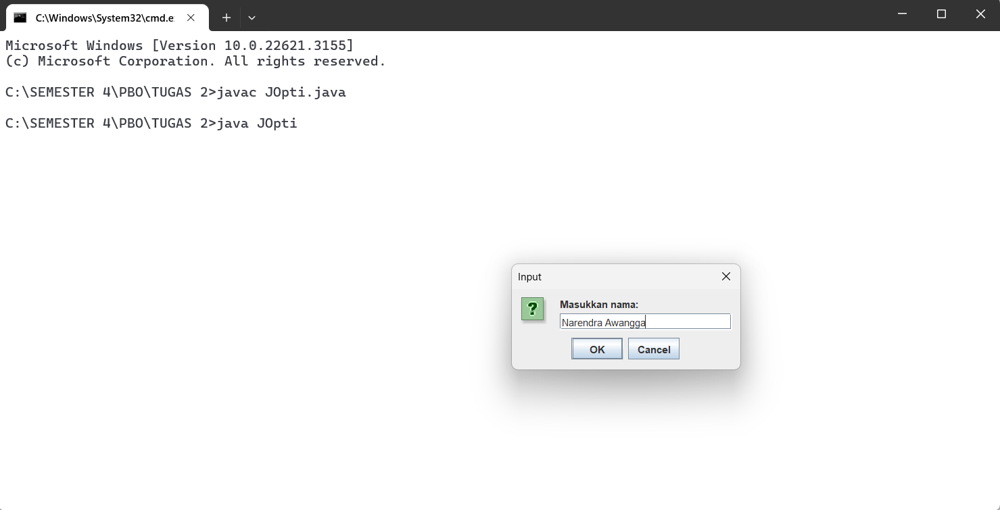 C:\Windows\System32\cmd.e
Microsoft Windows [Version 10.0.22621.3155]
(c) Microsoft Corporation. All rights reserved.
C:\SEMESTER 4\PBO\TUGAS 2>javac JOpti.java
C:\SEMESTER 4\PBO\TUGAS 2>java JOpti
Input
?
Masukkan nama:
Narendra Awangga
OK Cancel